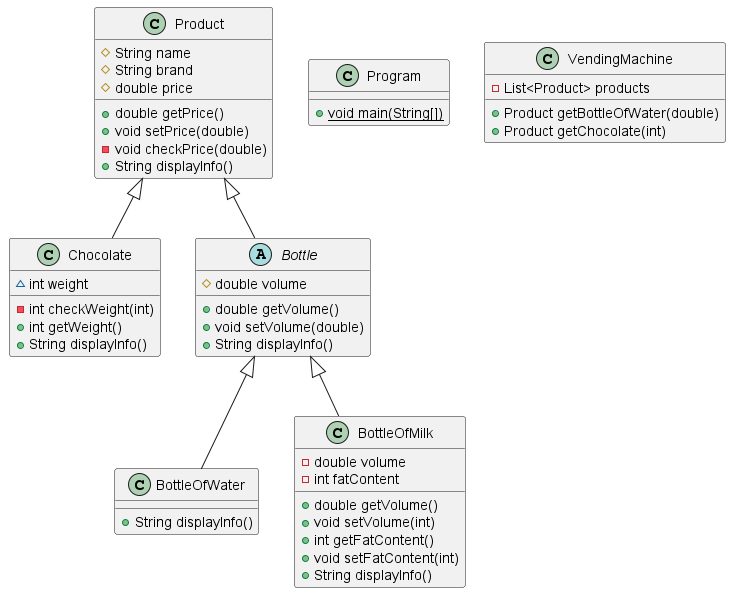 C Product
String name
String brand
double price
double getPrice()
void setPrice(double)
void checkPrice(double)
String displayInfo()
C Program
void main(String[])
C VendingMachine
List<Product> products
Product getBottleOfWater(double)
Product getChocolate(int)
C Chocolate
int weight
int checkWeight(int)
int getWeight()
String displayInfo()
A Bottle
double volume
double getVolume()
void setVolume(double)
String displayInfo()
C BottleOfWater
String displayInfo()
C BottleOfMilk
double volume
int fatContent
double getVolume()
void setVolume(int)
int getFatContent()
void setFatContent(int)
String displayInfo()